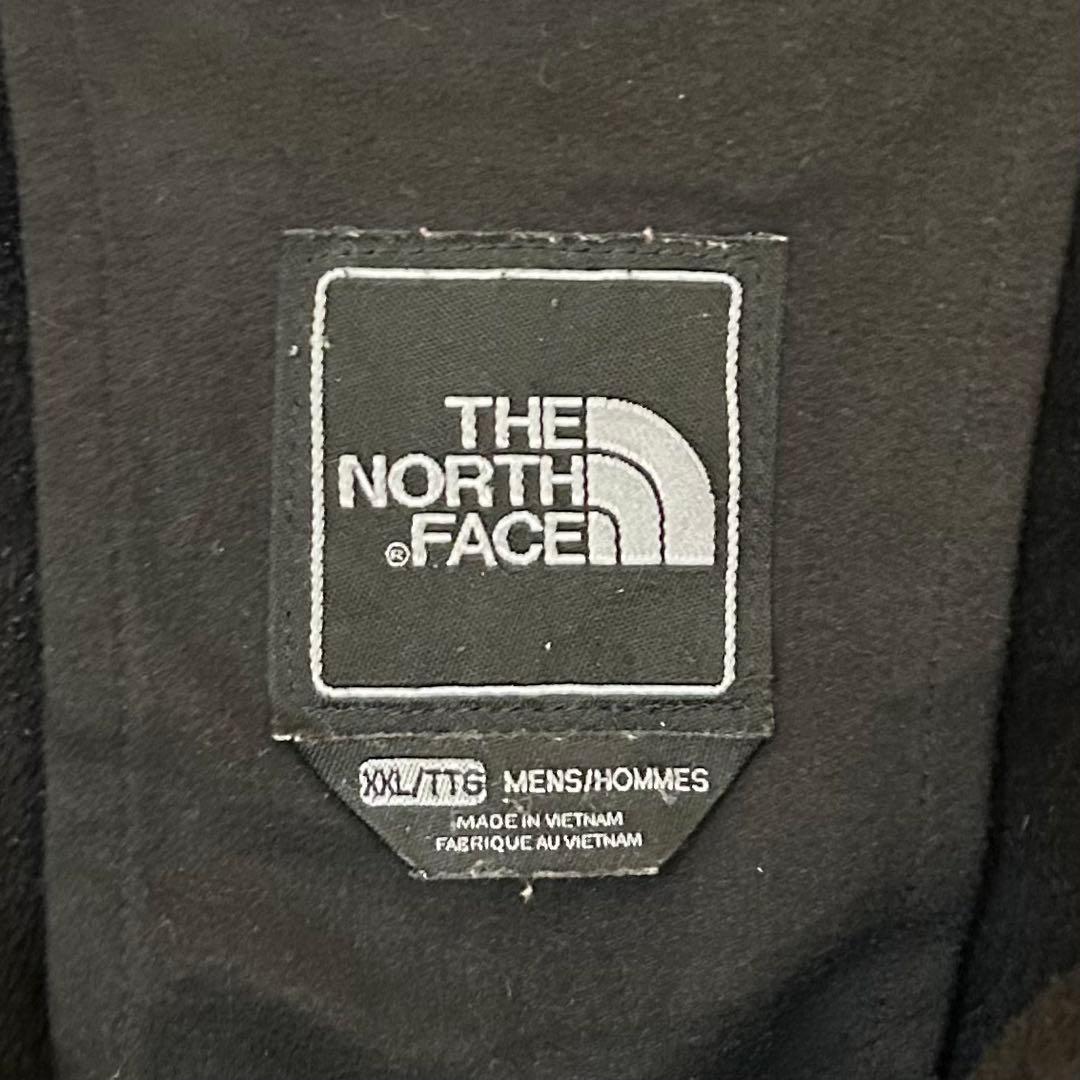 THE
NORTH
®FACE
XXL/TTG MENS/HOMMES
MADE IN VIETNAM
FABRIQUE AU VIETNAM